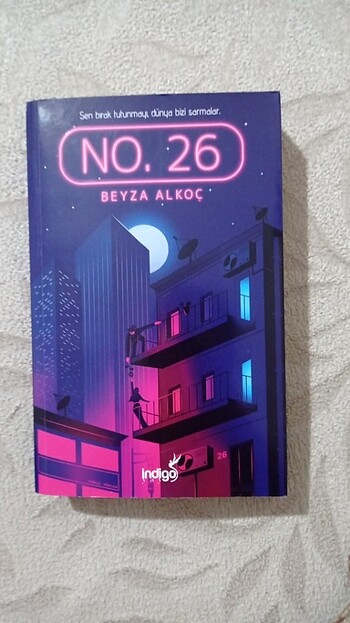 Sen bırak tutunmayı, dünya bizi sarmalar.
NO. 26
BEYZA ALKOÇ
26
indigo